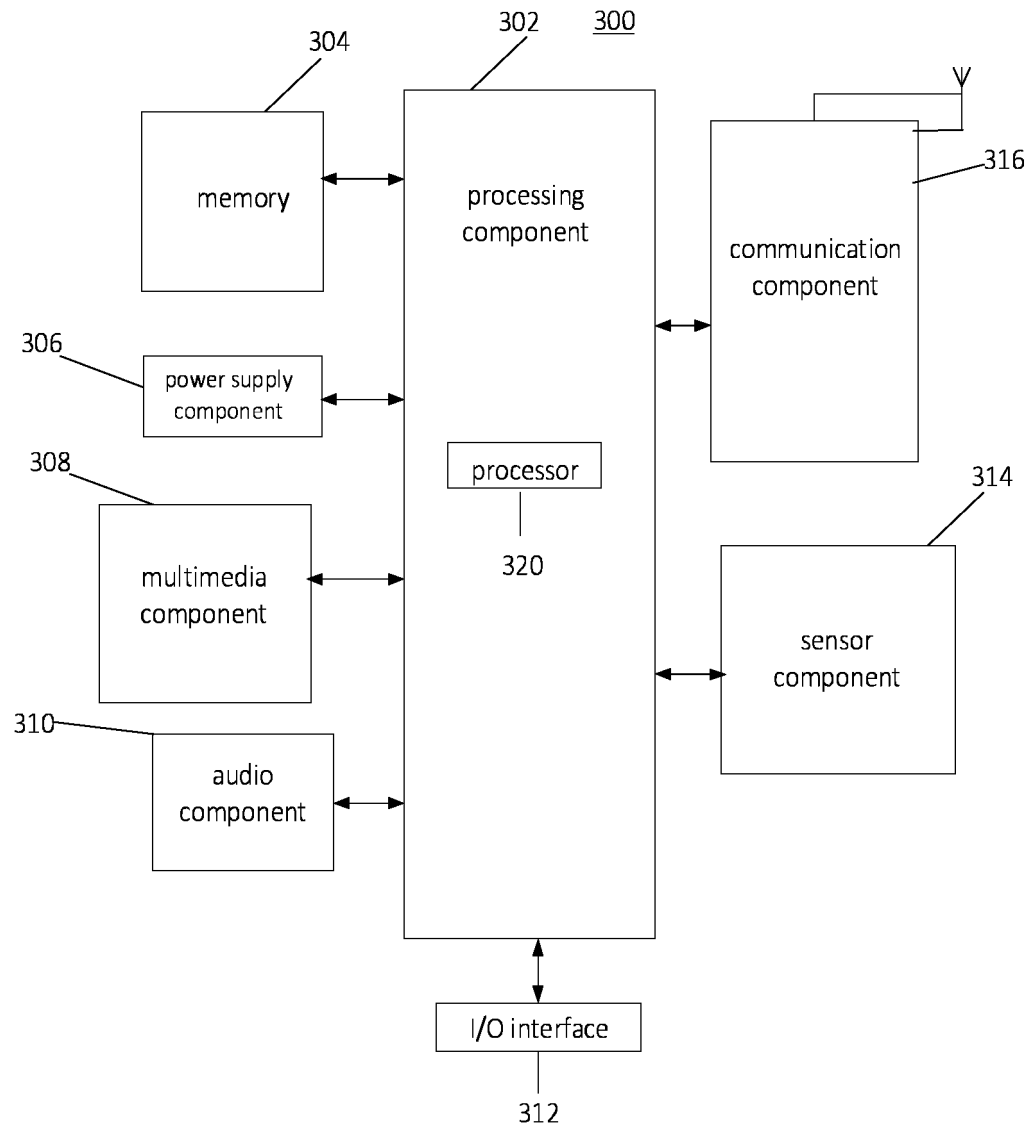 302
300
304
316
memory
processing
component
communication
component
306
power supply
component
308
processor
314
320
multimedia
component
sensor
component
310
audio
component
I/O interface
312